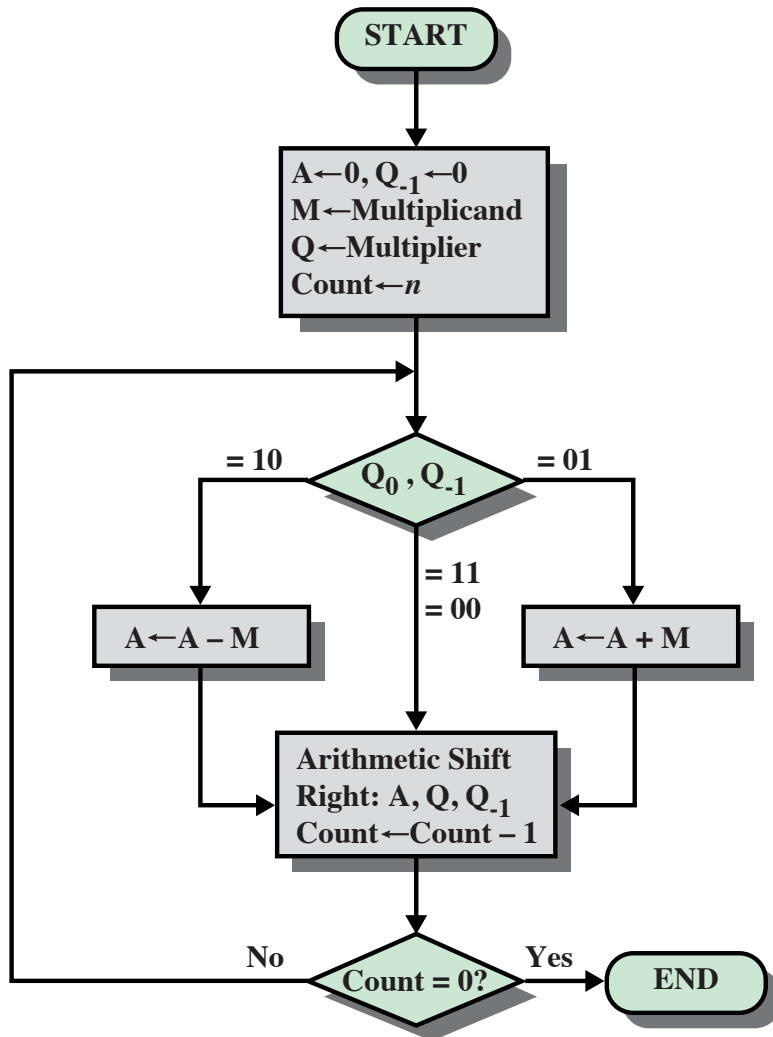 START
A←0, Q₋₁←0
M←Multiplicand
Q←Multiplier
Count←n
= 10
Q₀ , Q₋₁
= 01
= 11
= 00
A←A – M
A←A + M
Arithmetic Shift
Right: A, Q, Q₋₁
Count←Count – 1
No
Count = 0?
Yes
END